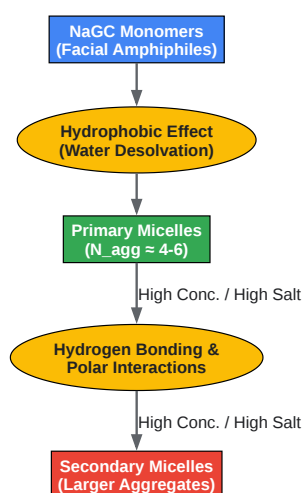 NaGC Monomers
(Facial Amphiphiles)
Hydrophobic Effect
(Water Desolvation)
Primary Micelles
(N_agg ≈ 4-6)
High Conc. / High Salt
Hydrogen Bonding &
Polar Interactions
High Conc. / High Salt
Secondary Micelles
(Larger Aggregates)